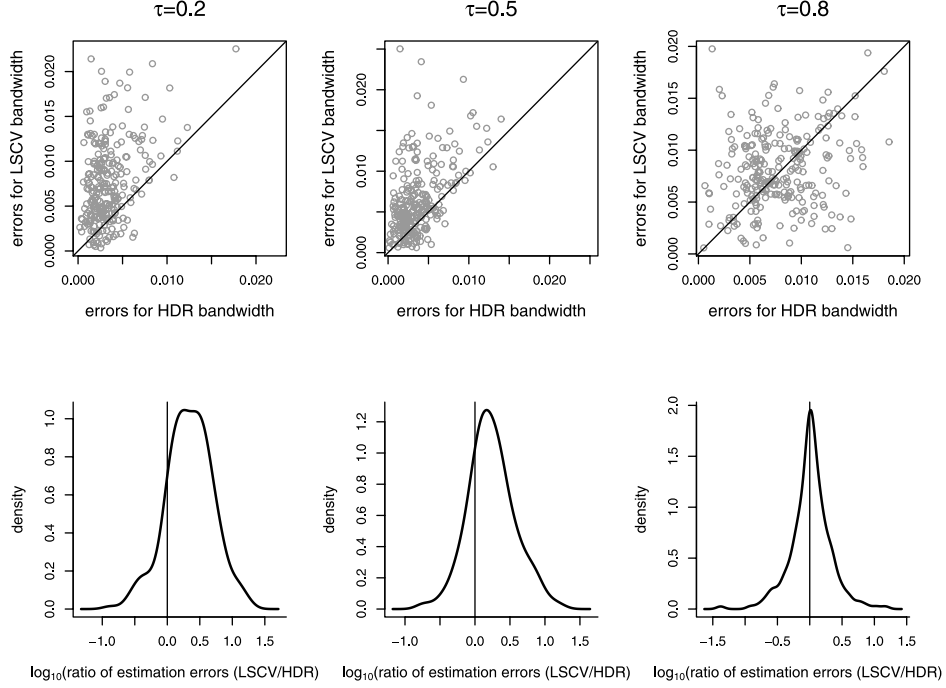 τ=0.2
τ=0.5
τ=0.8
errors for LSCV bandwidth
0.000 0.005 0.010 0.015 0.020
0.000 0.010 0.020
errors for HDR bandwidth
errors for LSCV bandwidth
0.000 0.010 0.020
0.000 0.005 0.010 0.015 0.020
errors for HDR bandwidth
errors for LSCV bandwidth
0.000 0.005 0.010 0.015 0.020
0.000 0.005 0.010 0.015 0.020
errors for HDR bandwidth
density
0.0 0.2 0.4 0.6 0.8 1.0
−1.0 0.0 0.5 1.0 1.5
log₁₀(ratio of estimation errors (LSCV/HDR)
density
0.0 0.2 0.4 0.6 0.8 1.0 1.2
−1.0 0.0 0.5 1.0 1.5
log₁₀(ratio of estimation errors (LSCV/HDR)
density
0.0 0.5 1.0 1.5 2.0
−1.5 −0.5 0.0 0.5 1.0 1.5
log₁₀(ratio of estimation errors (LSCV/HDR)